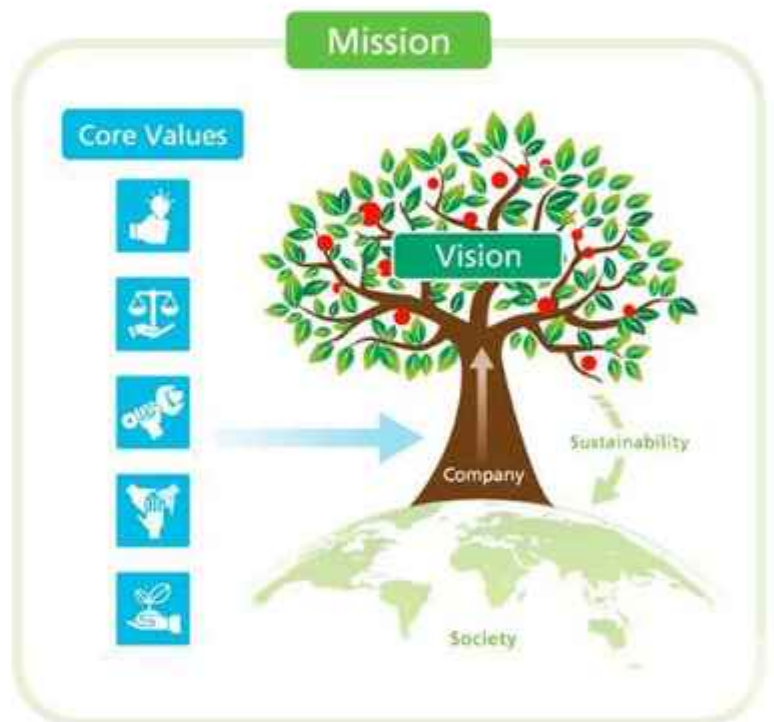 Mission
Core Values
Vision
Sustainability
Company
Society